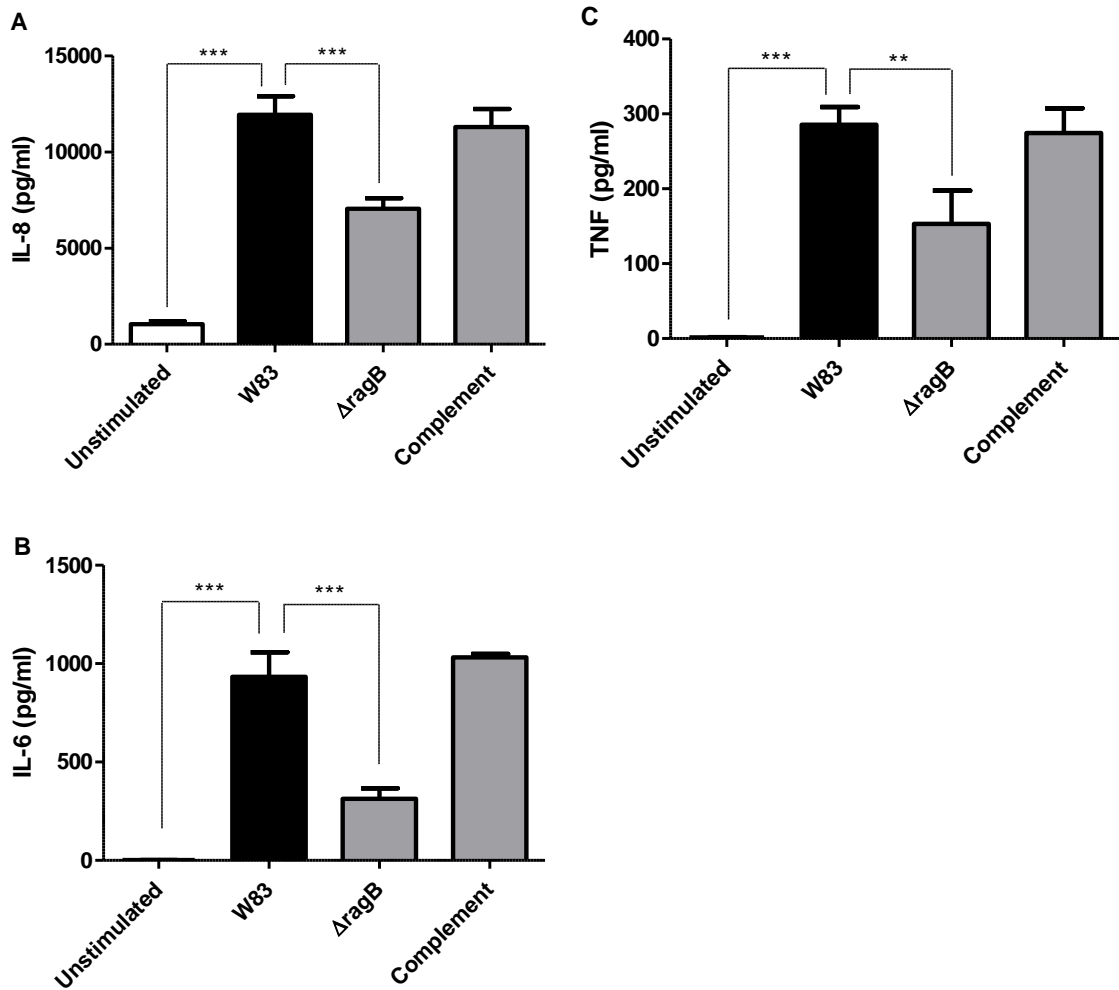 A
IL-8 (pg/ml)
15000
10000
5000
0
*** ***
Unstimulated
W83
ΔragB
Complement
C
TNF (pg/ml)
400
300
200
100
0
*** **
Unstimulated
W83
ΔragB
Complement
B
IL-6 (pg/ml)
1500
1000
500
0
*** ***
Unstimulated
W83
ΔragB
Complement